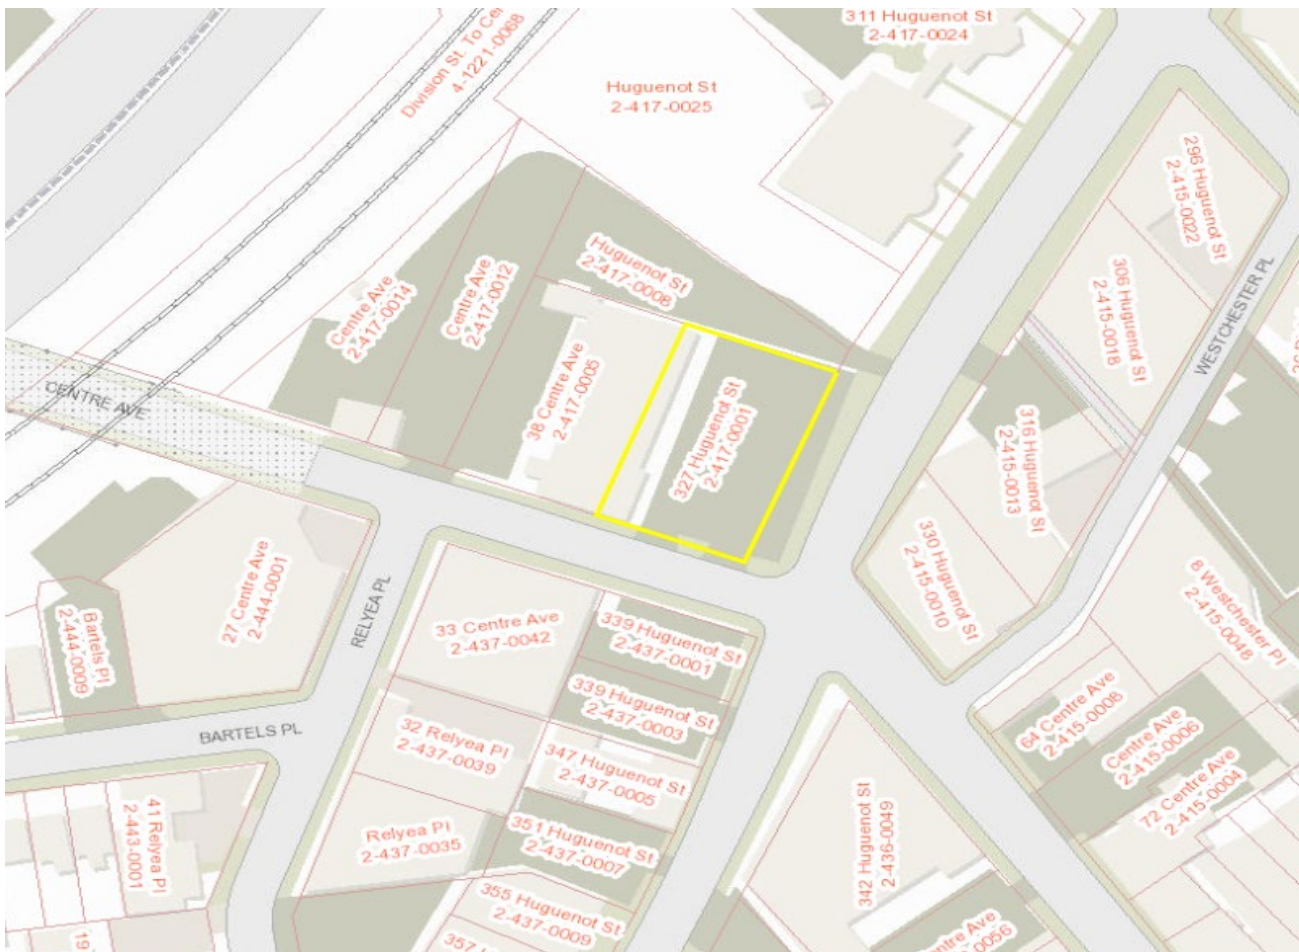 311 Huguenot St
2-417-0024
Division St. To Cen
4-1221-0068
Huguenot St
2-417-0025
296 Huguenot St
2-415-0022
WESTCHESTER PL
306 Huguenot St
2-415-0018
Huguenot St
2-417-0008
Centre Ave
2-417-0014
Centre Ave
2-417-0012
38 Centre Ave
2-417-0005
327 Huguenot St
2-417-0001
CENTRE AVE
316 Huguenot St
2-415-0013
330 Huguenot St
2-415-0010
27 Centre Ave
2-444-0001
Bartels Pl
2-444-0009
RELYEA PL
33 Centre Ave
2-437-0042
339 Huguenot St
2-437-0001
339 Huguenot St
2-437-0003
8 Westchester Pl
2-415-0048
64 Centre Ave
2-415-0008
Centre Ave
2-415-0006
72 Centre Ave
2-415-0004
BARTELS PL
32 Relyea Pl
2-437-0039
347 Huguenot St
2-437-0005
Relyea Pl
2-437-0035
351 Huguenot St
2-437-0007
41 Relyea Pl
2-443-0001
342 Huguenot St
2-436-0049
355 Huguenot St
2-437-0009
357 H
19
ntre Ave
-0056